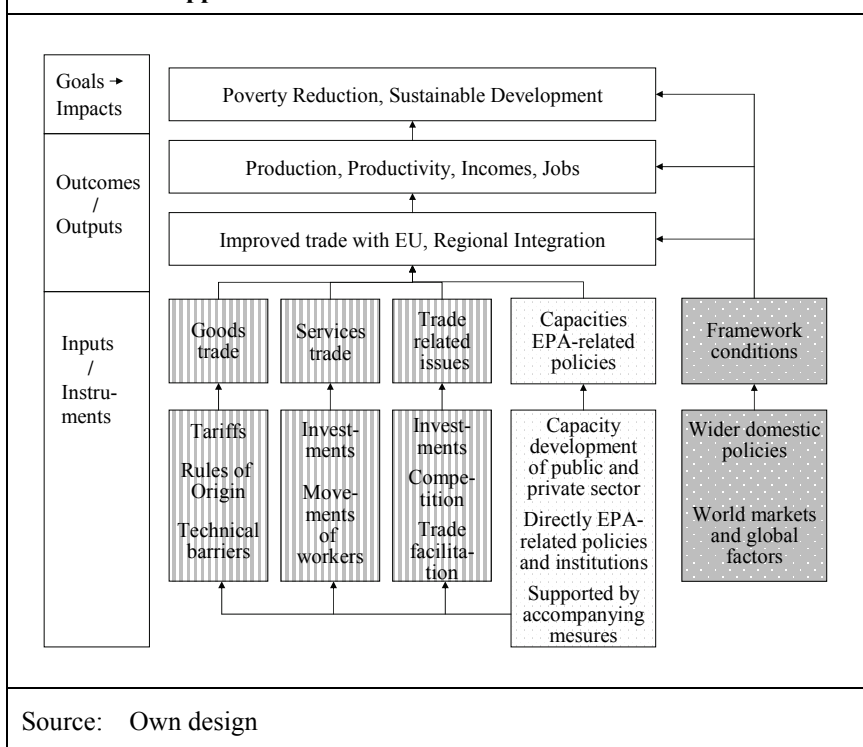 Goals →
Impacts
Poverty Reduction, Sustainable Development
Outcomes
/
Outputs
Production, Productivity, Incomes, Jobs
Improved trade with EU, Regional Integration
Inputs
/
Instru-
ments
Goods
trade
Services
trade
Trade
related
issues
Capacities
EPA-related
policies
Framework
conditions
Tariffs
Rules of
Origin
Technical
barriers
Invest-
ments
Move-
ments
of
workers
Invest-
ments
Compe-
tition
Trade
facilita-
tion
Capacity
development
of public and
private sector
Directly EPA-
related policies
and institutions
Supported by
accompanying
mesures
Wider domestic
policies
World markets
and global
factors
Source: Own design